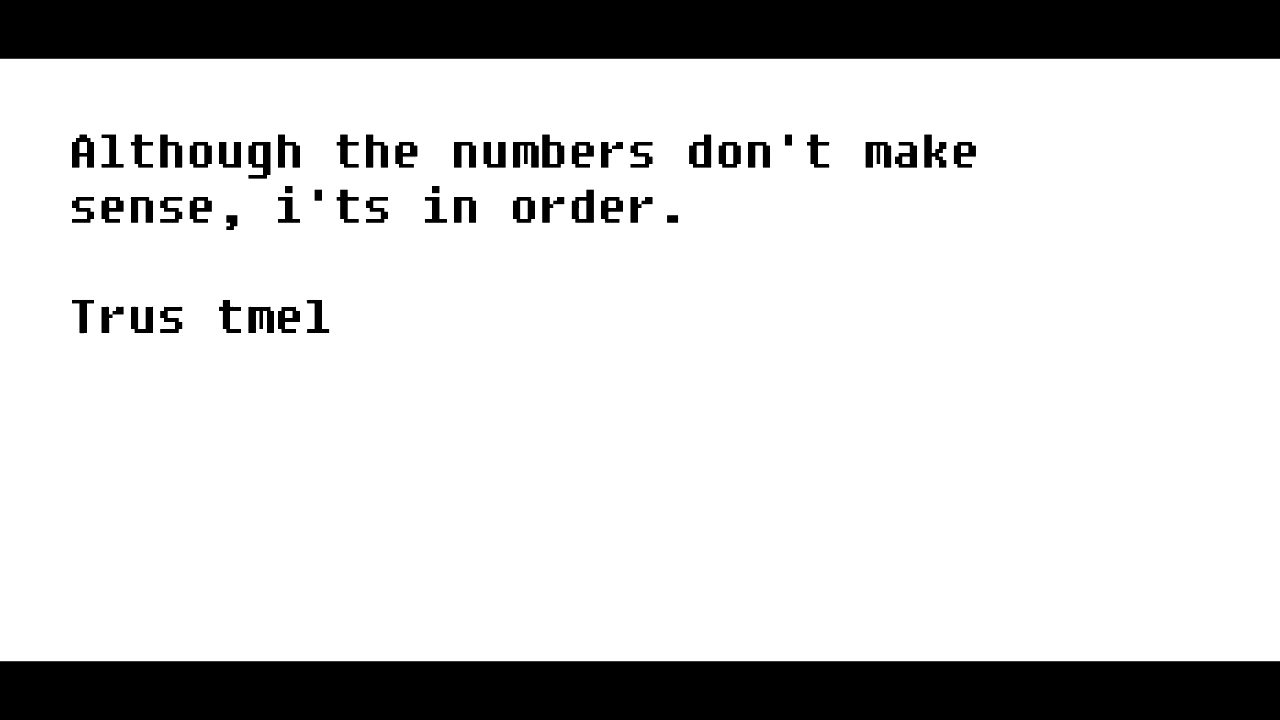 Although the numbers don't make
sense, i'ts in order.
Trus tmel